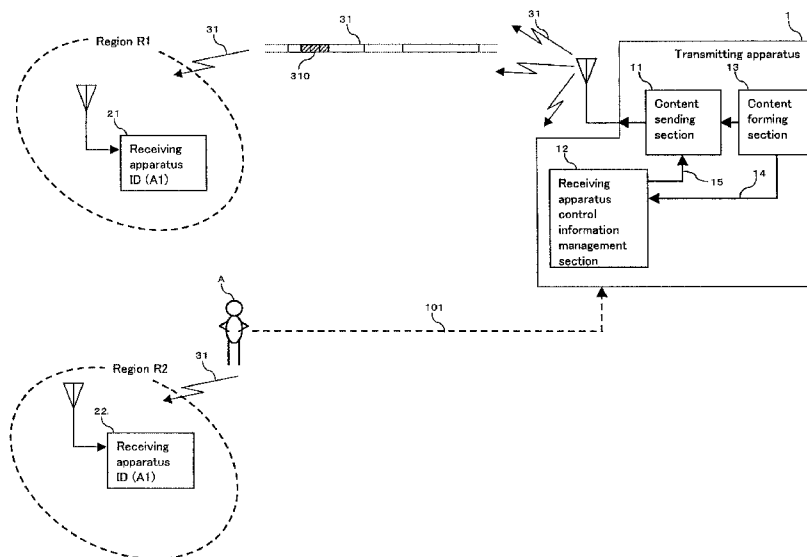 31
31
1
Region R1
31
310
Transmitting apparatus
11
13
21
Content
sending
section
Content
forming
section
Receiving
apparatus
ID (A1)
12
15
14
Receiving
apparatus
control
information
management
section
A
101
31
Region R2
22
Receiving
apparatus
ID (A1)